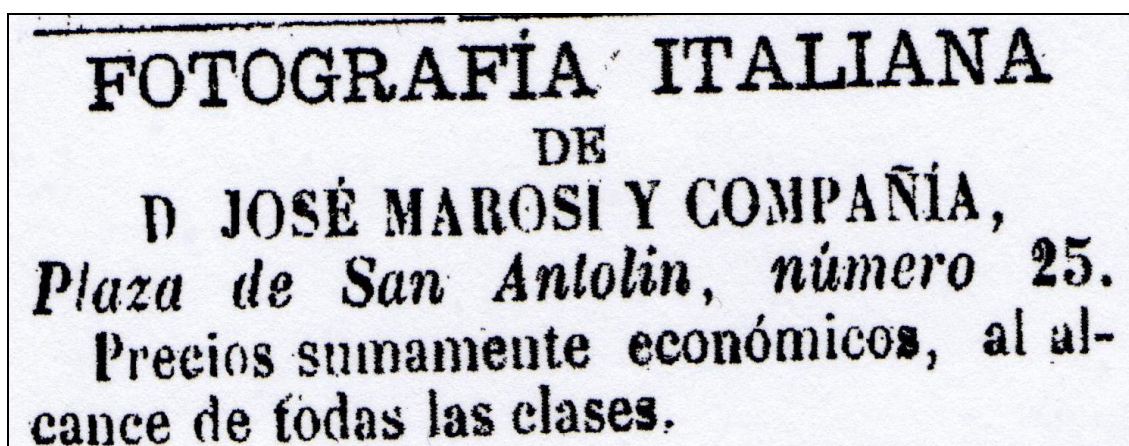 FOTOGRAFÍA ITALIANA
DE
D JOSÉ MAROSI Y COMPAÑÍA,
Plaza de San Antolin, número 25.
Precios sumamente económicos, al al-
cance de todas las clases.